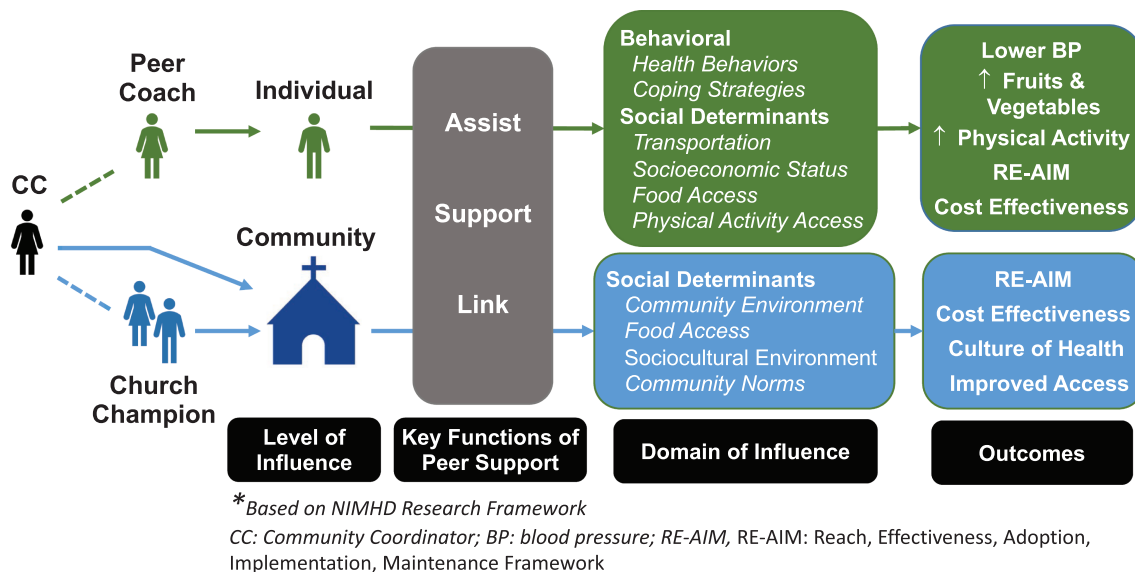 CC
Peer
Coach
Individual
Community
Church
Champion
Assist
Support
Link
Behavioral
Health Behaviors
Coping Strategies
Social Determinants
Transportation
Socioeconomic Status
Food Access
Physical Activity Access
Lower BP
↑ Fruits &
Vegetables
↑ Physical Activity
RE-AIM
Cost Effectiveness
Social Determinants
Community Environment
Food Access
Sociocultural Environment
Community Norms
RE-AIM
Cost Effectiveness
Culture of Health
Improved Access
Level of
Influence
Key Functions of
Peer Support
Domain of Influence
Outcomes
*Based on NIMHD Research Framework
CC: Community Coordinator; BP: blood pressure; RE-AIM, RE-AIM: Reach, Effectiveness, Adoption,
Implementation, Maintenance Framework